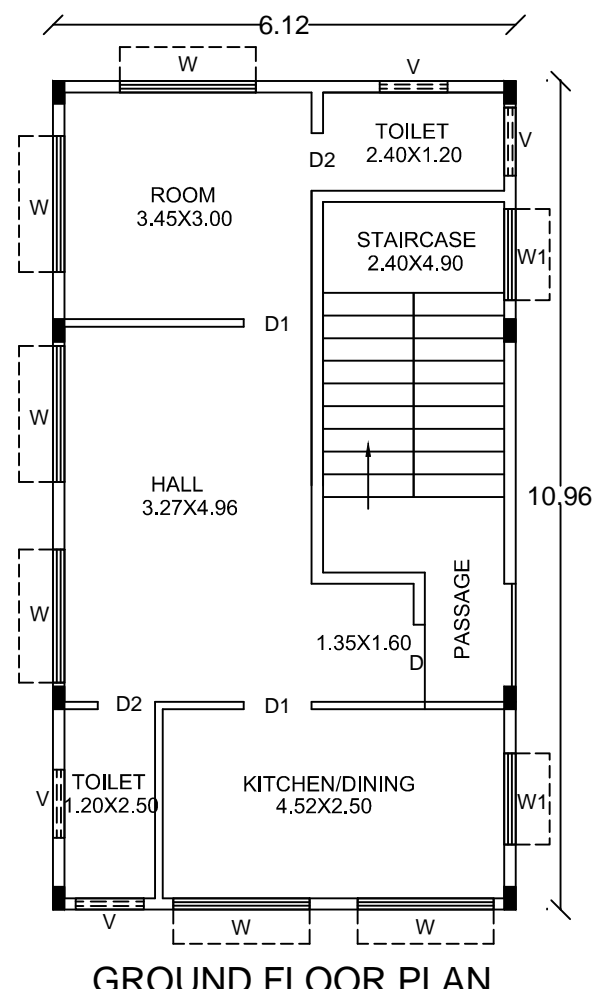 6.12
W
V
TOILET
2.40X1.20
V
D2
ROOM
3.45X3.00
W
STAIRCASE
2.40X4.90
W1
D1
W
HALL
3.27X4.96
10.96
W
PASSAGE
1.35X1.60
D
D2
D1
TOILET
1.20X2.50
KITCHEN/DINING
4.52X2.50
V
W1
V
W
W
GROUND FLOOR PLAN